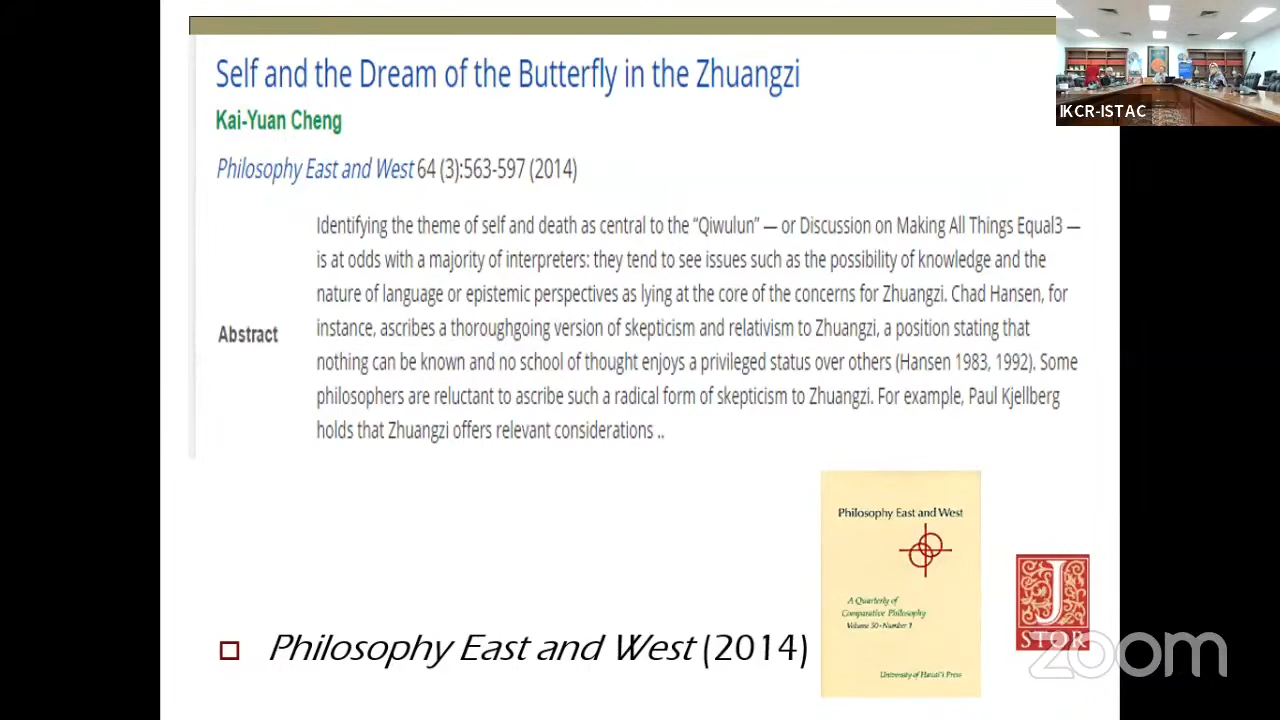 Self and the Dream of the Butterfly in the Zhuangzi
Kai-Yuan Cheng
Philosophy East and West 64 (3):563-597 (2014)
Abstract
Identifying the theme of self and death as central to the “Qiwulun” — or Discussion on Making All Things Equal3 —
is at odds with a majority of interpreters: they tend to see issues such as the possibility of knowledge and the
nature of language or epistemic perspectives as lying at the core of the concerns for Zhuangzi. Chad Hansen, for
instance, ascribes a thoroughgoing version of skepticism and relativism to Zhuangzi, a position stating that
nothing can be known and no school of thought enjoys a privileged status over others (Hansen 1983, 1992). Some
philosophers are reluctant to ascribe such a radical form of skepticism to Zhuangzi. For example, Paul Kjellberg
holds that Zhuangzi offers relevant considerations ..
IKCR-ISTAC
Philosophy East and West
A Quarterly of
Comparative Philosophy
Volume 50 • Number 1
University of Hawai'i Press
Philosophy East and West (2014)
J
STOR
zoom